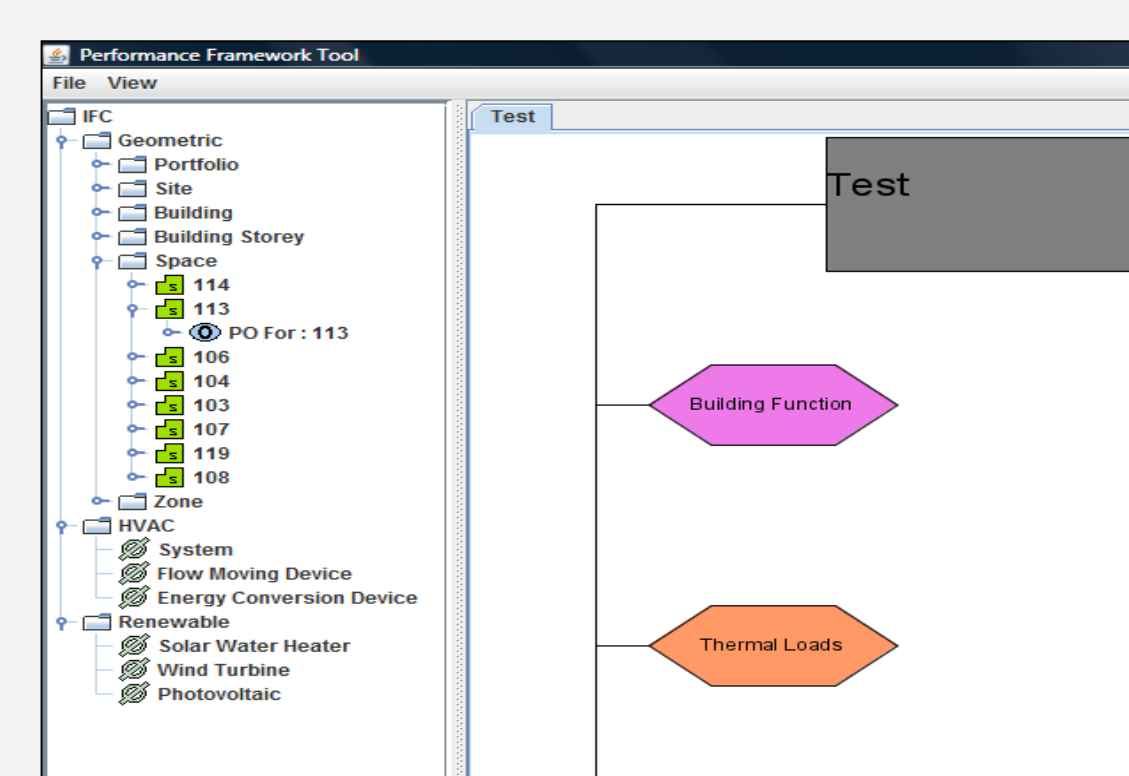 Performance Framework Tool
File View
IFC
Geometric
Portfolio
Site
Building
Building Storey
Space
s 114
s 113
O PO For : 113
s 106
s 104
s 103
s 107
s 119
s 108
Zone
HVAC
System
Flow Moving Device
Energy Conversion Device
Renewable
Solar Water Heater
Wind Turbine
Photovoltaic
Test
Test
Building Function
Thermal Loads